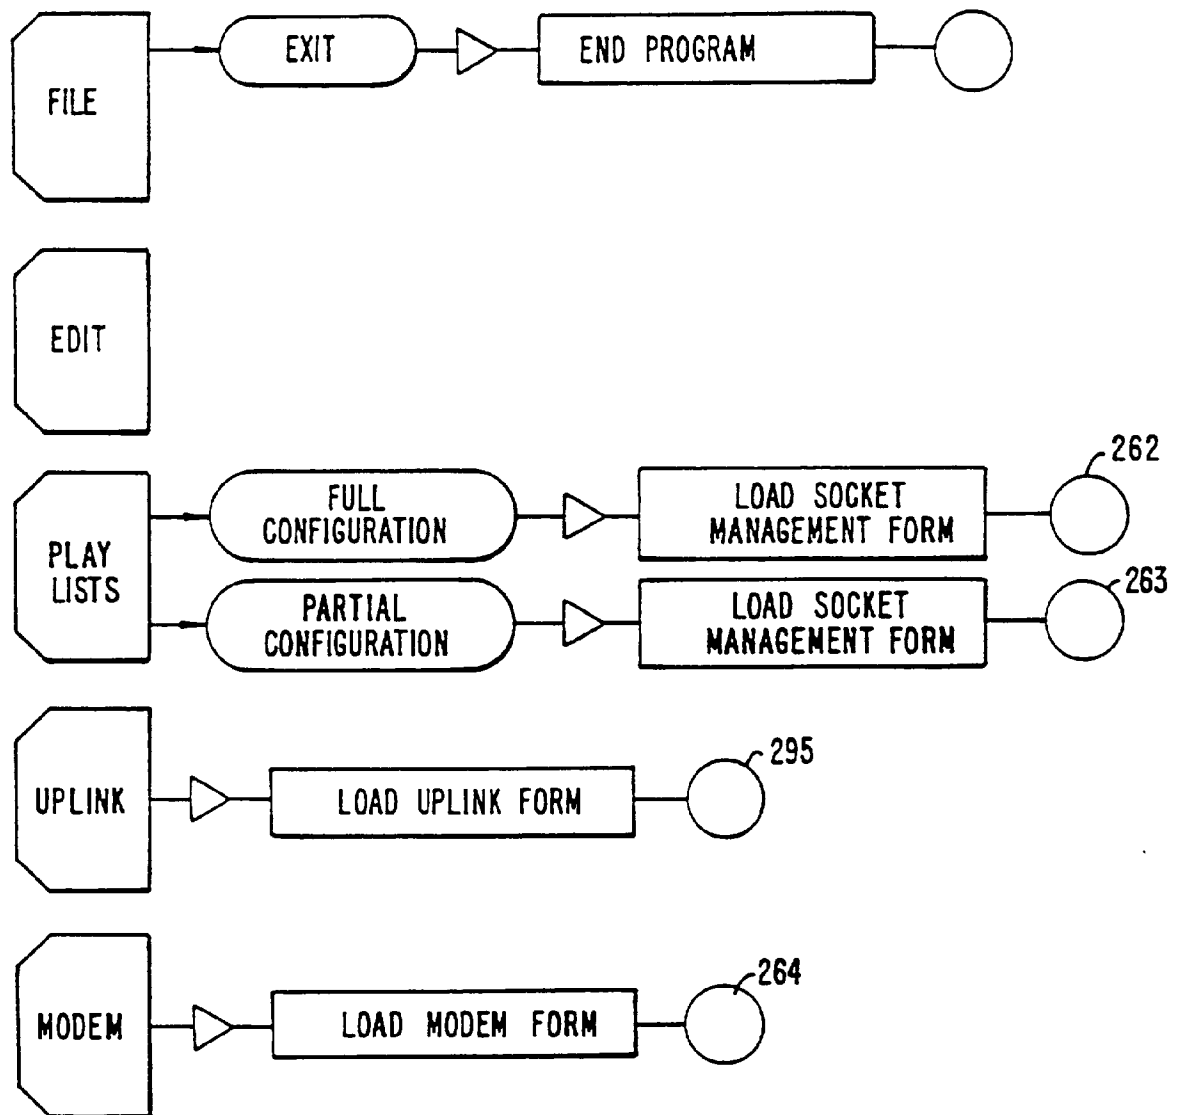 FILE
EXIT
END PROGRAM
EDIT
PLAY
LISTS
FULL
CONFIGURATION
LOAD SOCKET
MANAGEMENT FORM
262
PARTIAL
CONFIGURATION
LOAD SOCKET
MANAGEMENT FORM
263
UPLINK
LOAD UPLINK FORM
295
MODEM
LOAD MODEM FORM
264